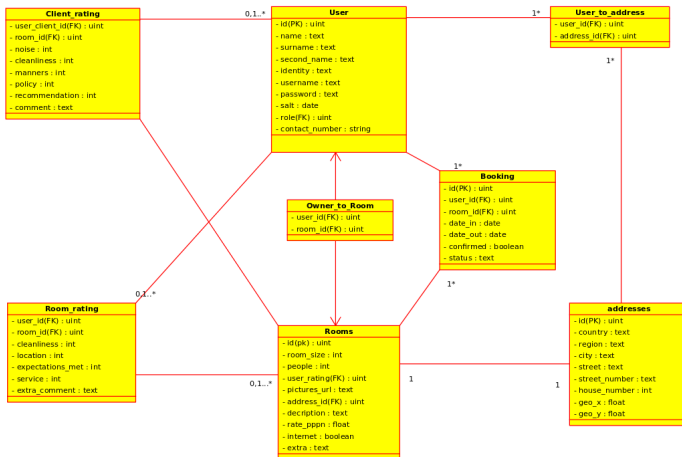 Client_rating
- user_client_id(FK) : uint
- room_id(FK) : uint
- noise : int
- cleanliness : int
- manners : int
- policy : int
- recommendation : int
- comment : text
0,1..*
User
- id(PK) : uint
- name : text
- surname : text
- second_name : text
- identity : text
- username : text
- password : text
- salt : date
- role(FK) : uint
- contact_number : string
1*
User_to_address
- user_id(FK) : uint
- address_id(FK) : uint
1*
1*
Booking
- id(PK) : uint
- user_id(FK) : uint
- room_id(FK) : uint
- date_in : date
- date_out : date
- confirmed : boolean
- status : text
1*
Owner_to_Room
- user_id(FK) : uint
- room_id(FK) : uint
0,1..*
Room_rating
- user_id(FK) : uint
- room_id(FK) : uint
- cleanliness : int
- location : int
- expectations_met : int
- service : int
- extra_comment : text
0,1...*
Rooms
- id(pk) : uint
- room_size : int
- people : int
- user_rating(FK) : uint
- pictures_url : text
- address_id(FK) : uint
- decription : text
- rate_pppn : float
- internet : boolean
- extra : text
1
1
addresses
- id(PK) : uint
- country : text
- region : text
- city : text
- street : text
- street_number : text
- house_number : int
- geo_x : float
- geo_y : float